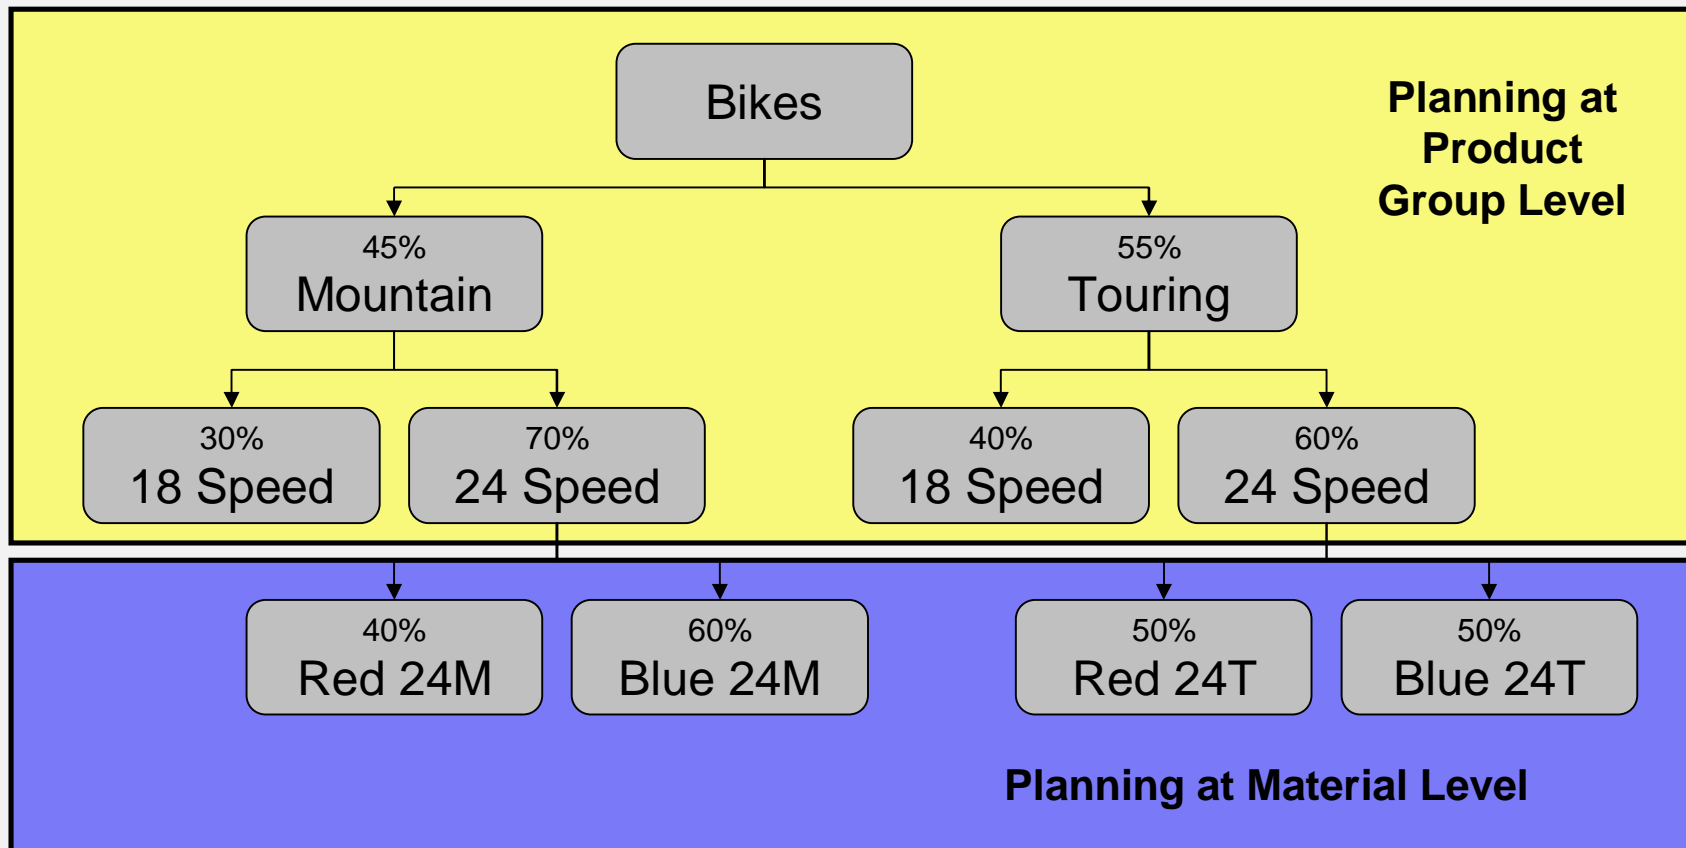 Bikes
Planning at
Product
Group Level
45%
Mountain
55%
Touring
30%
18 Speed
70%
24 Speed
40%
18 Speed
60%
24 Speed
40%
Red 24M
60%
Blue 24M
50%
Red 24T
50%
Blue 24T
Planning at Material Level